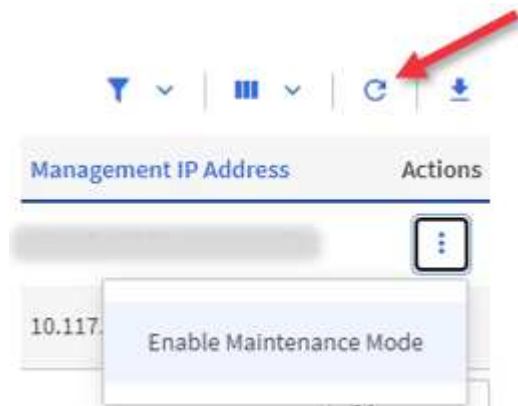 Management IP Address Actions
10.117.
Enable Maintenance Mode